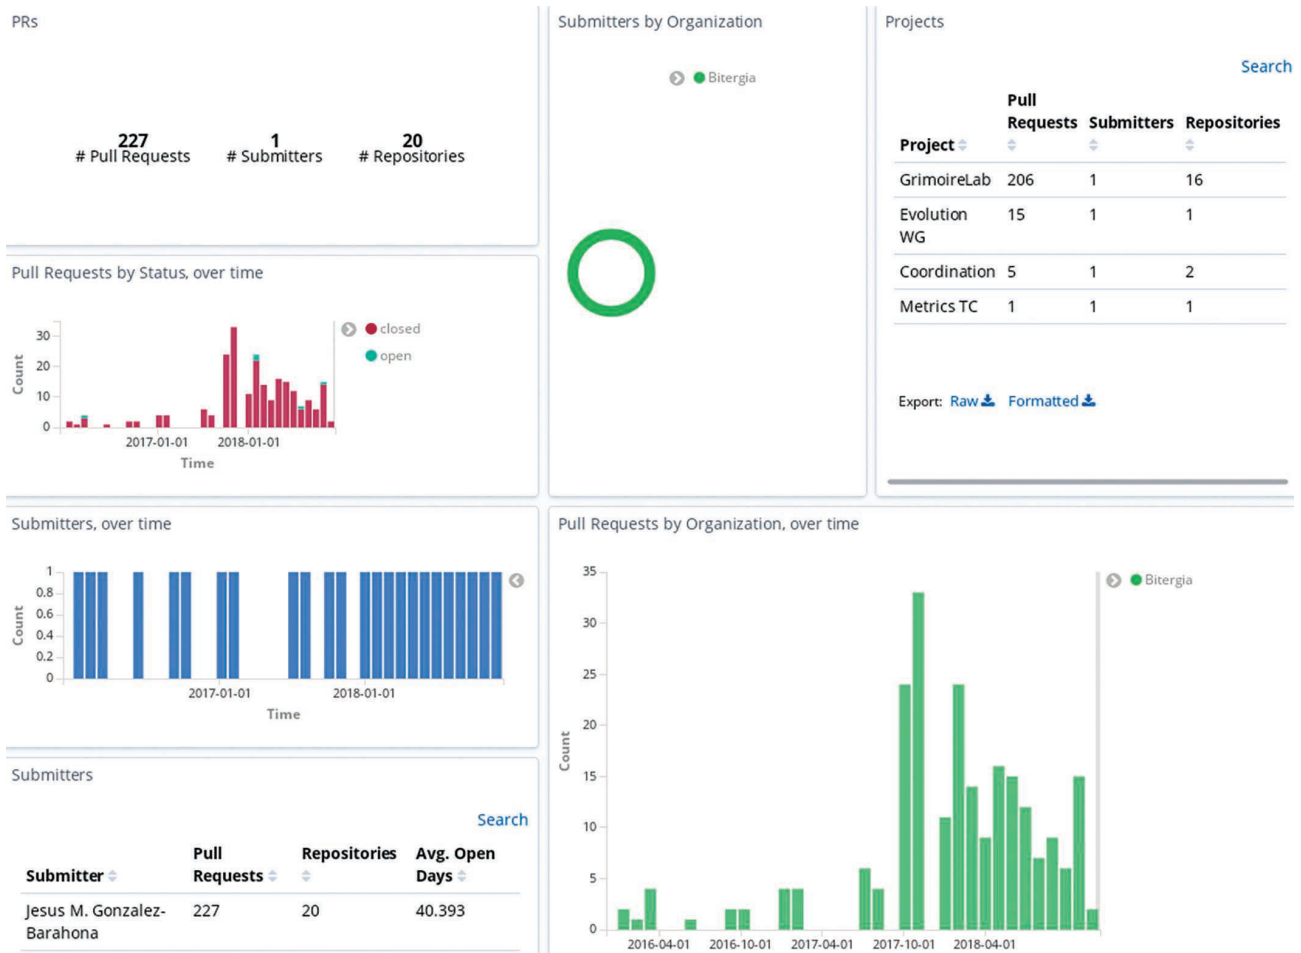 PRs
227
# Pull Requests
1
# Submitters
20
# Repositories
Submitters by Organization
Bitergia
Projects
Search
Project
Pull Requests
Submitters
Repositories
GrimoireLab 206 1 16
Evolution WG 15 1 1
Coordination 5 1 2
Metrics TC 1 1 1
Export: Raw Formatted
Pull Requests by Status, over time
closed
open
30
20
10
0
Count
2017-01-01 2018-01-01
Time
Submitters, over time
1
0.8
0.6
0.4
0.2
0
Count
2017-01-01 2018-01-01
Time
Pull Requests by Organization, over time
Bitergia
35
30
25
20
15
10
5
0
Count
2016-04-01 2016-10-01 2017-04-01 2017-10-01 2018-04-01
Submitters
Search
Submitter
Pull Requests
Repositories
Avg. Open Days
Jesus M. Gonzalez-Barahona 227 20 40.393